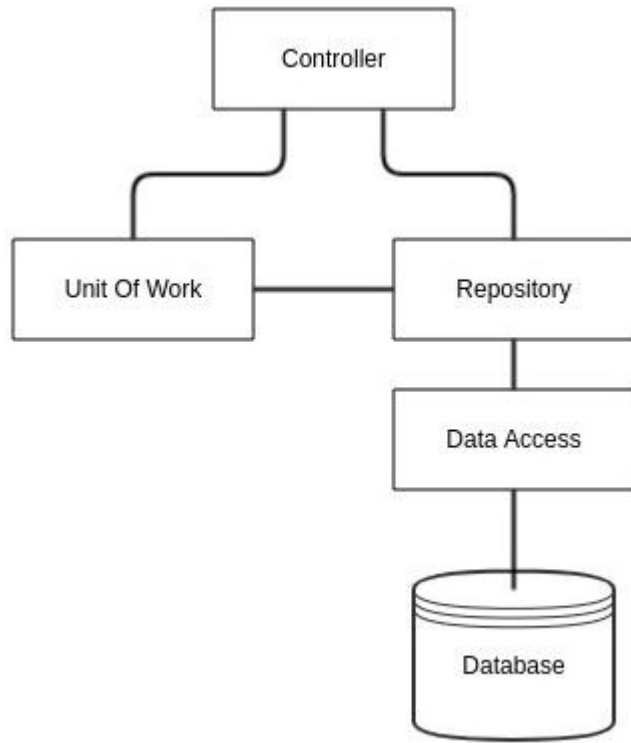 Controller
Unit Of Work
Repository
Data Access
Database